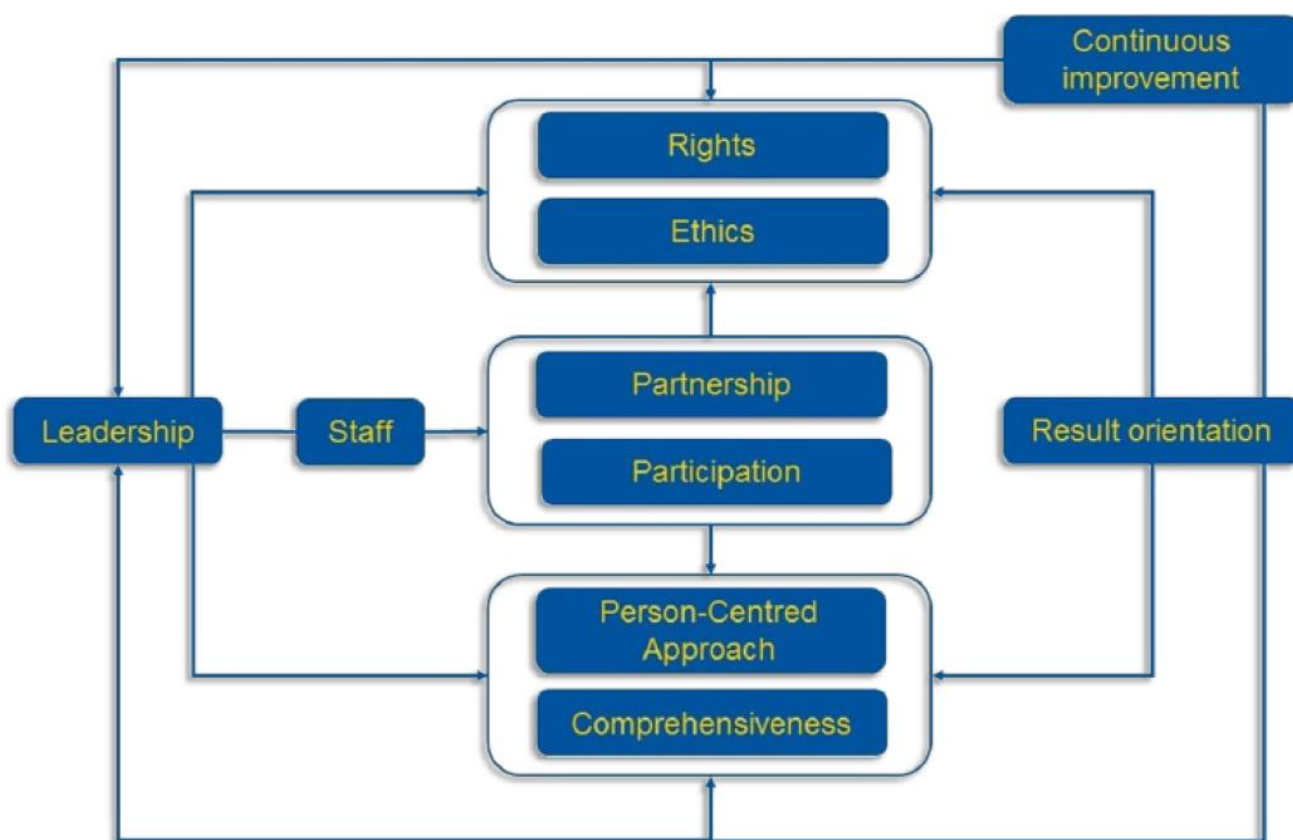 Continuous
improvement
Rights
Ethics
Partnership
Leadership
Staff
Result orientation
Participation
Person-Centred
Approach
Comprehensiveness